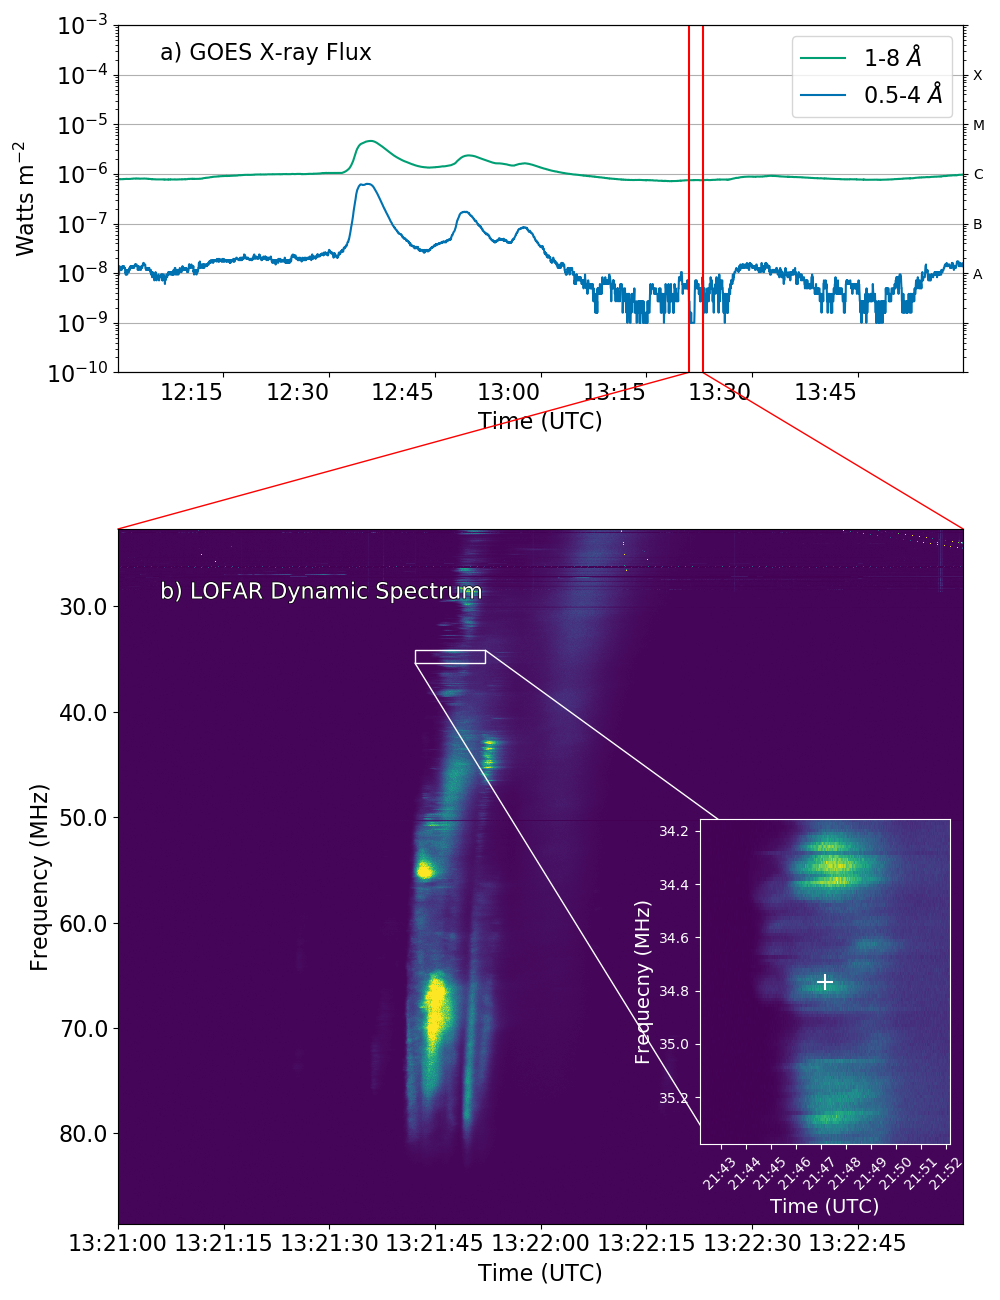 a) GOES X-ray Flux
1-8 Å
0.5-4 Å
Watts m⁻²
10⁻³
10⁻⁴
10⁻⁵
10⁻⁶
10⁻⁷
10⁻⁸
10⁻⁹
10⁻¹⁰
X
M
C
B
A
12:15 12:30 12:45 13:00 13:15 13:30 13:45
Time (UTC)
b) LOFAR Dynamic Spectrum
Frequency (MHz)
30.0
40.0
50.0
60.0
70.0
80.0
Frequecny (MHz)
34.2
34.4
34.6
34.8
35.0
35.2
21:43 21:44 21:45 21:46 21:47 21:48 21:49 21:50 21:51 21:52
Time (UTC)
13:21:00 13:21:15 13:21:30 13:21:45 13:22:00 13:22:15 13:22:30 13:22:45
Time (UTC)